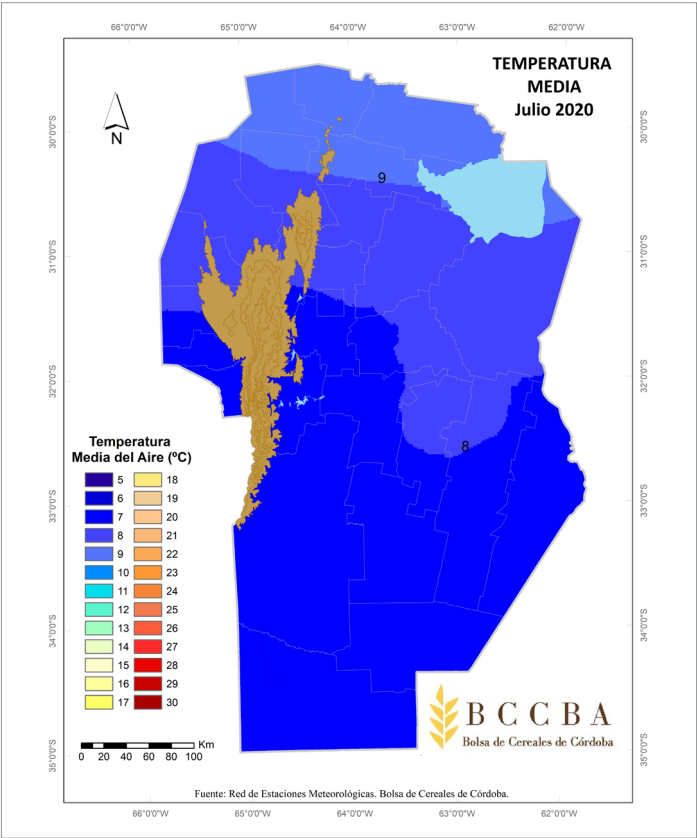 66°0'0"W 65°0'0"W 64°0'0"W 63°0'0"W 62°0'0"W
TEMPERATURA
MEDIA
Julio 2020
N
30°0'0"S
31°0'0"S
32°0'0"S
33°0'0"S
34°0'0"S
35°0'0"S
30°0'0"S
31°0'0"S
32°0'0"S
33°0'0"S
34°0'0"S
35°0'0"S
9
8
Temperatura
Media del Aire (ºC)
5 18
6 19
7 20
8 21
9 22
10 23
11 24
12 25
13 26
14 27
15 28
16 29
17 30
Km
0 20 40 60 80 100
BCCBA
Bolsa de Cereales de Córdoba
Fuente: Red de Estaciones Meteorológicas. Bolsa de Cereales de Córdoba.
66°0'0"W 65°0'0"W 64°0'0"W 63°0'0"W 62°0'0"W